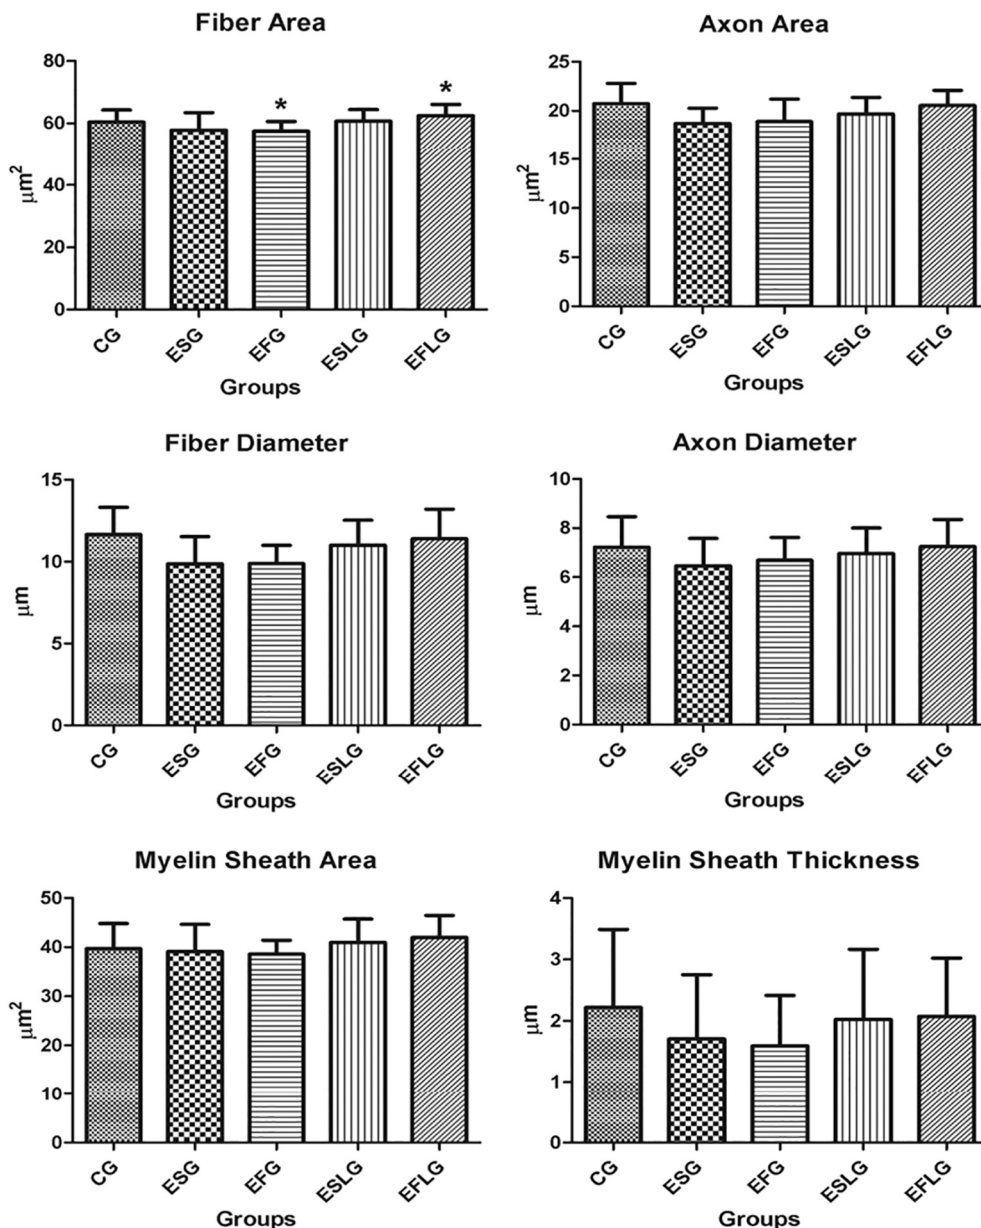 Fiber Area
80
60
40
20
0
μm²
*
*
CG
ESG
EFG
ESLG
EFLG
Groups
Axon Area
25
20
15
10
5
0
μm²
CG
ESG
EFG
ESLG
EFLG
Groups
Fiber Diameter
15
10
5
0
μm
CG
ESG
EFG
ESLG
EFLG
Groups
Axon Diameter
10
8
6
4
2
0
μm
CG
ESG
EFG
ESLG
EFLG
Groups
Myelin Sheath Area
50
40
30
20
10
0
μm²
CG
ESG
EFG
ESLG
EFLG
Groups
Myelin Sheath Thickness
4
3
2
1
0
μm
CG
ESG
EFG
ESLG
EFLG
Groups